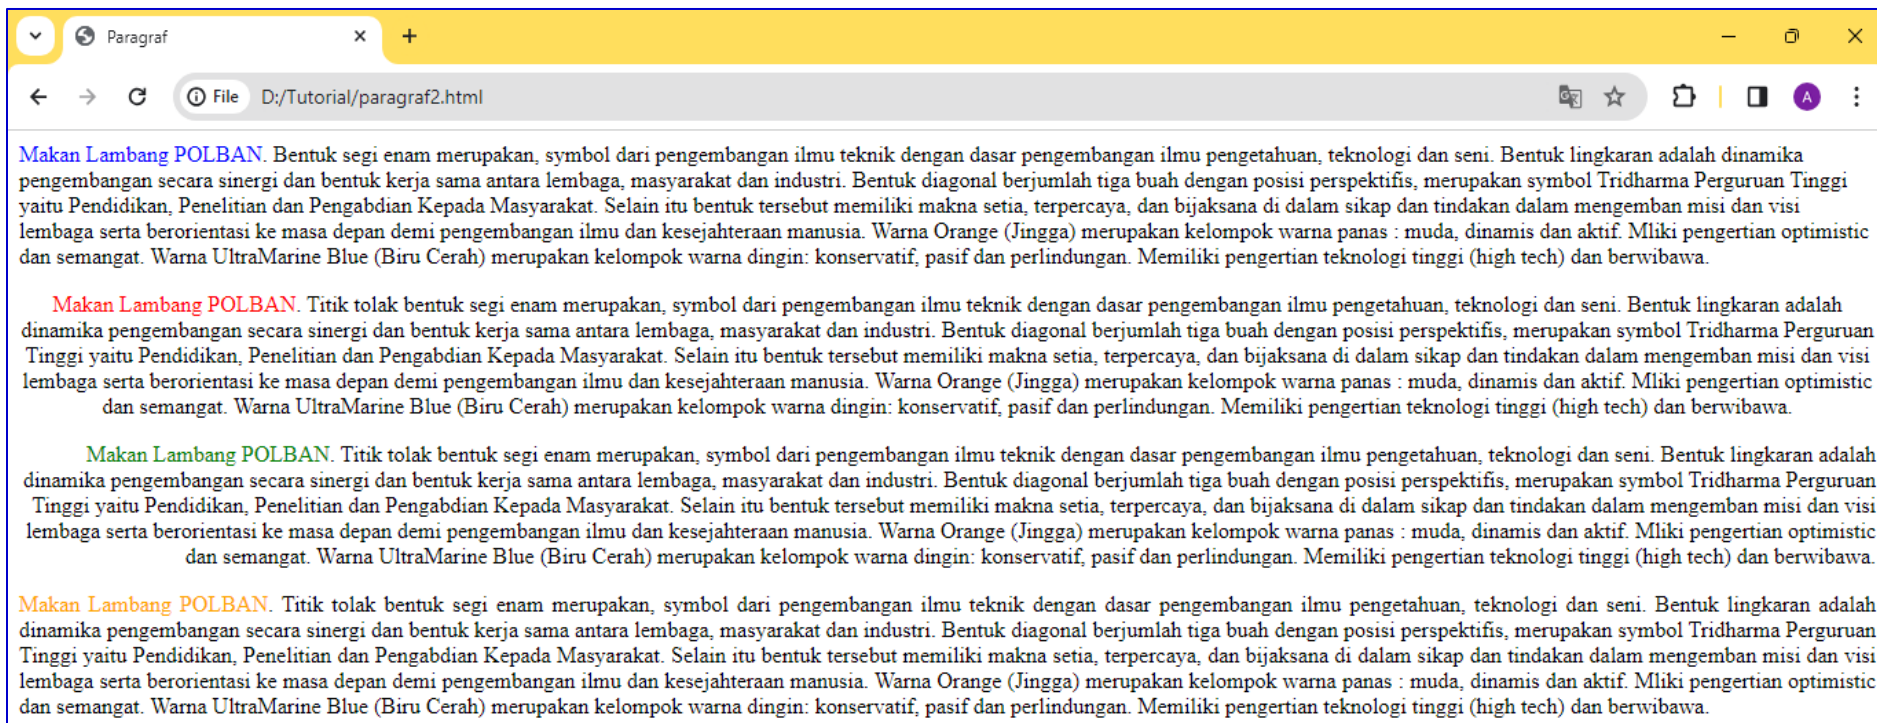 Paragraf
File D:/Tutorial/paragraf2.html
A
Makan Lambang POLBAN. Bentuk segi enam merupakan, symbol dari pengembangan ilmu teknik dengan dasar pengembangan ilmu pengetahuan, teknologi dan seni. Bentuk lingkaran adalah dinamika
pengembangan secara sinergi dan bentuk kerja sama antara lembaga, masyarakat dan industri. Bentuk diagonal berjumlah tiga buah dengan posisi perspektifis, merupakan symbol Tridharma Perguruan Tinggi
yaitu Pendidikan, Penelitian dan Pengabdian Kepada Masyarakat. Selain itu bentuk tersebut memiliki makna setia, terpercaya, dan bijaksana di dalam sikap dan tindakan dalam mengemban misi dan visi
lembaga serta berorientasi ke masa depan demi pengembangan ilmu dan kesejahteraan manusia. Warna Orange (Jingga) merupakan kelompok warna panas : muda, dinamis dan aktif. Mliki pengertian optimistic
dan semangat. Warna UltraMarine Blue (Biru Cerah) merupakan kelompok warna dingin: konservatif, pasif dan perlindungan. Memiliki pengertian teknologi tinggi (high tech) dan berwibawa.
Makan Lambang POLBAN. Titik tolak bentuk segi enam merupakan, symbol dari pengembangan ilmu teknik dengan dasar pengembangan ilmu pengetahuan, teknologi dan seni. Bentuk lingkaran adalah
dinamika pengembangan secara sinergi dan bentuk kerja sama antara lembaga, masyarakat dan industri. Bentuk diagonal berjumlah tiga buah dengan posisi perspektifis, merupakan symbol Tridharma Perguruan
Tinggi yaitu Pendidikan, Penelitian dan Pengabdian Kepada Masyarakat. Selain itu bentuk tersebut memiliki makna setia, terpercaya, dan bijaksana di dalam sikap dan tindakan dalam mengemban misi dan visi
lembaga serta berorientasi ke masa depan demi pengembangan ilmu dan kesejahteraan manusia. Warna Orange (Jingga) merupakan kelompok warna panas : muda, dinamis dan aktif. Mliki pengertian optimistic
dan semangat. Warna UltraMarine Blue (Biru Cerah) merupakan kelompok warna dingin: konservatif, pasif dan perlindungan. Memiliki pengertian teknologi tinggi (high tech) dan berwibawa.
Makan Lambang POLBAN. Titik tolak bentuk segi enam merupakan, symbol dari pengembangan ilmu teknik dengan dasar pengembangan ilmu pengetahuan, teknologi dan seni. Bentuk lingkaran adalah
dinamika pengembangan secara sinergi dan bentuk kerja sama antara lembaga, masyarakat dan industri. Bentuk diagonal berjumlah tiga buah dengan posisi perspektifis, merupakan symbol Tridharma Perguruan
Tinggi yaitu Pendidikan, Penelitian dan Pengabdian Kepada Masyarakat. Selain itu bentuk tersebut memiliki makna setia, terpercaya, dan bijaksana di dalam sikap dan tindakan dalam mengemban misi dan visi
lembaga serta berorientasi ke masa depan demi pengembangan ilmu dan kesejahteraan manusia. Warna Orange (Jingga) merupakan kelompok warna panas : muda, dinamis dan aktif. Mliki pengertian optimistic
dan semangat. Warna UltraMarine Blue (Biru Cerah) merupakan kelompok warna dingin: konservatif, pasif dan perlindungan. Memiliki pengertian teknologi tinggi (high tech) dan berwibawa.
Makan Lambang POLBAN. Titik tolak bentuk segi enam merupakan, symbol dari pengembangan ilmu teknik dengan dasar pengembangan ilmu pengetahuan, teknologi dan seni. Bentuk lingkaran adalah
dinamika pengembangan secara sinergi dan bentuk kerja sama antara lembaga, masyarakat dan industri. Bentuk diagonal berjumlah tiga buah dengan posisi perspektifis, merupakan symbol Tridharma Perguruan
Tinggi yaitu Pendidikan, Penelitian dan Pengabdian Kepada Masyarakat. Selain itu bentuk tersebut memiliki makna setia, terpercaya, dan bijaksana di dalam sikap dan tindakan dalam mengemban misi dan visi
lembaga serta berorientasi ke masa depan demi pengembangan ilmu dan kesejahteraan manusia. Warna Orange (Jingga) merupakan kelompok warna panas : muda, dinamis dan aktif. Mliki pengertian optimistic
dan semangat. Warna UltraMarine Blue (Biru Cerah) merupakan kelompok warna dingin: konservatif, pasif dan perlindungan. Memiliki pengertian teknologi tinggi (high tech) dan berwibawa.